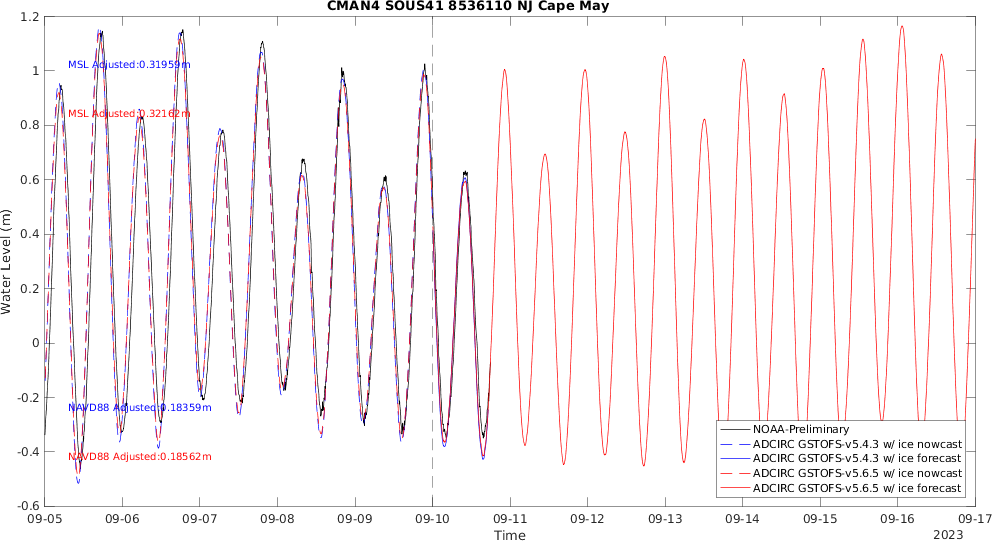 CMAN4 SOUS41 8536110 NJ Cape May
1.2
1
0.8
0.6
0.4
0.2
0
-0.2
-0.4
-0.6
Water Level (m)
MSL Adjusted:0.31959m
MSL Adjusted:0.32162m
NAVD88 Adjusted:0.18359m
NAVD88 Adjusted:0.18562m
NOAA-Preliminary
ADCIRC GSTOFS-v5.4.3 w/ ice nowcast
ADCIRC GSTOFS-v5.4.3 w/ ice forecast
ADCIRC GSTOFS-v5.6.5 w/ ice nowcast
ADCIRC GSTOFS-v5.6.5 w/ ice forecast
09-05 09-06 09-07 09-08 09-09 09-10 09-11 09-12 09-13 09-14 09-15 09-16 09-17
Time
2023